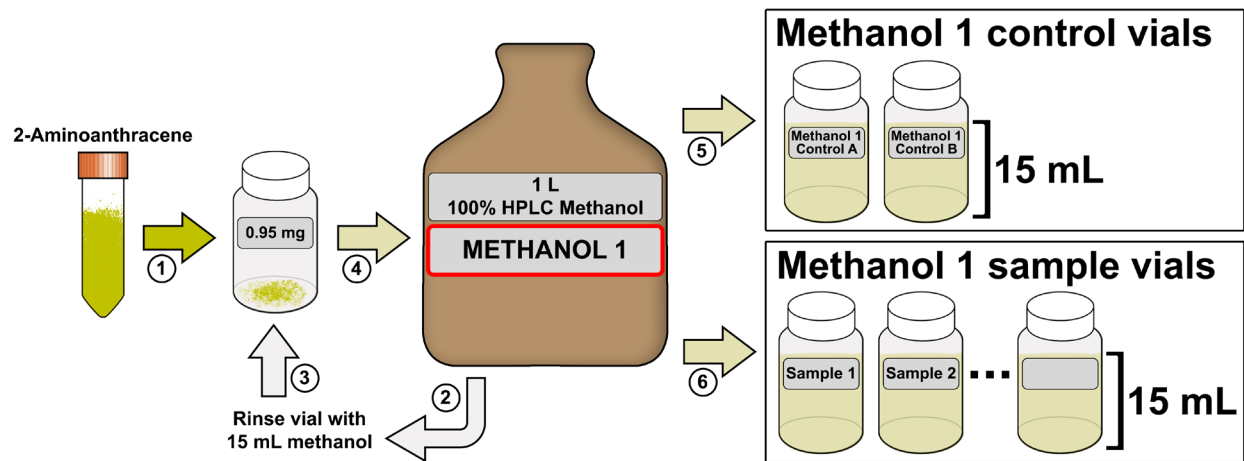 2-Aminoanthracene
1
0.95 mg
4
1 L
100% HPLC Methanol
METHANOL 1
3
2
Rinse vial with
15 mL methanol
5
Methanol 1 control vials
Methanol 1
Control A
Methanol 1
Control B
15 mL
6
Methanol 1 sample vials
Sample 1
Sample 2
...
15 mL